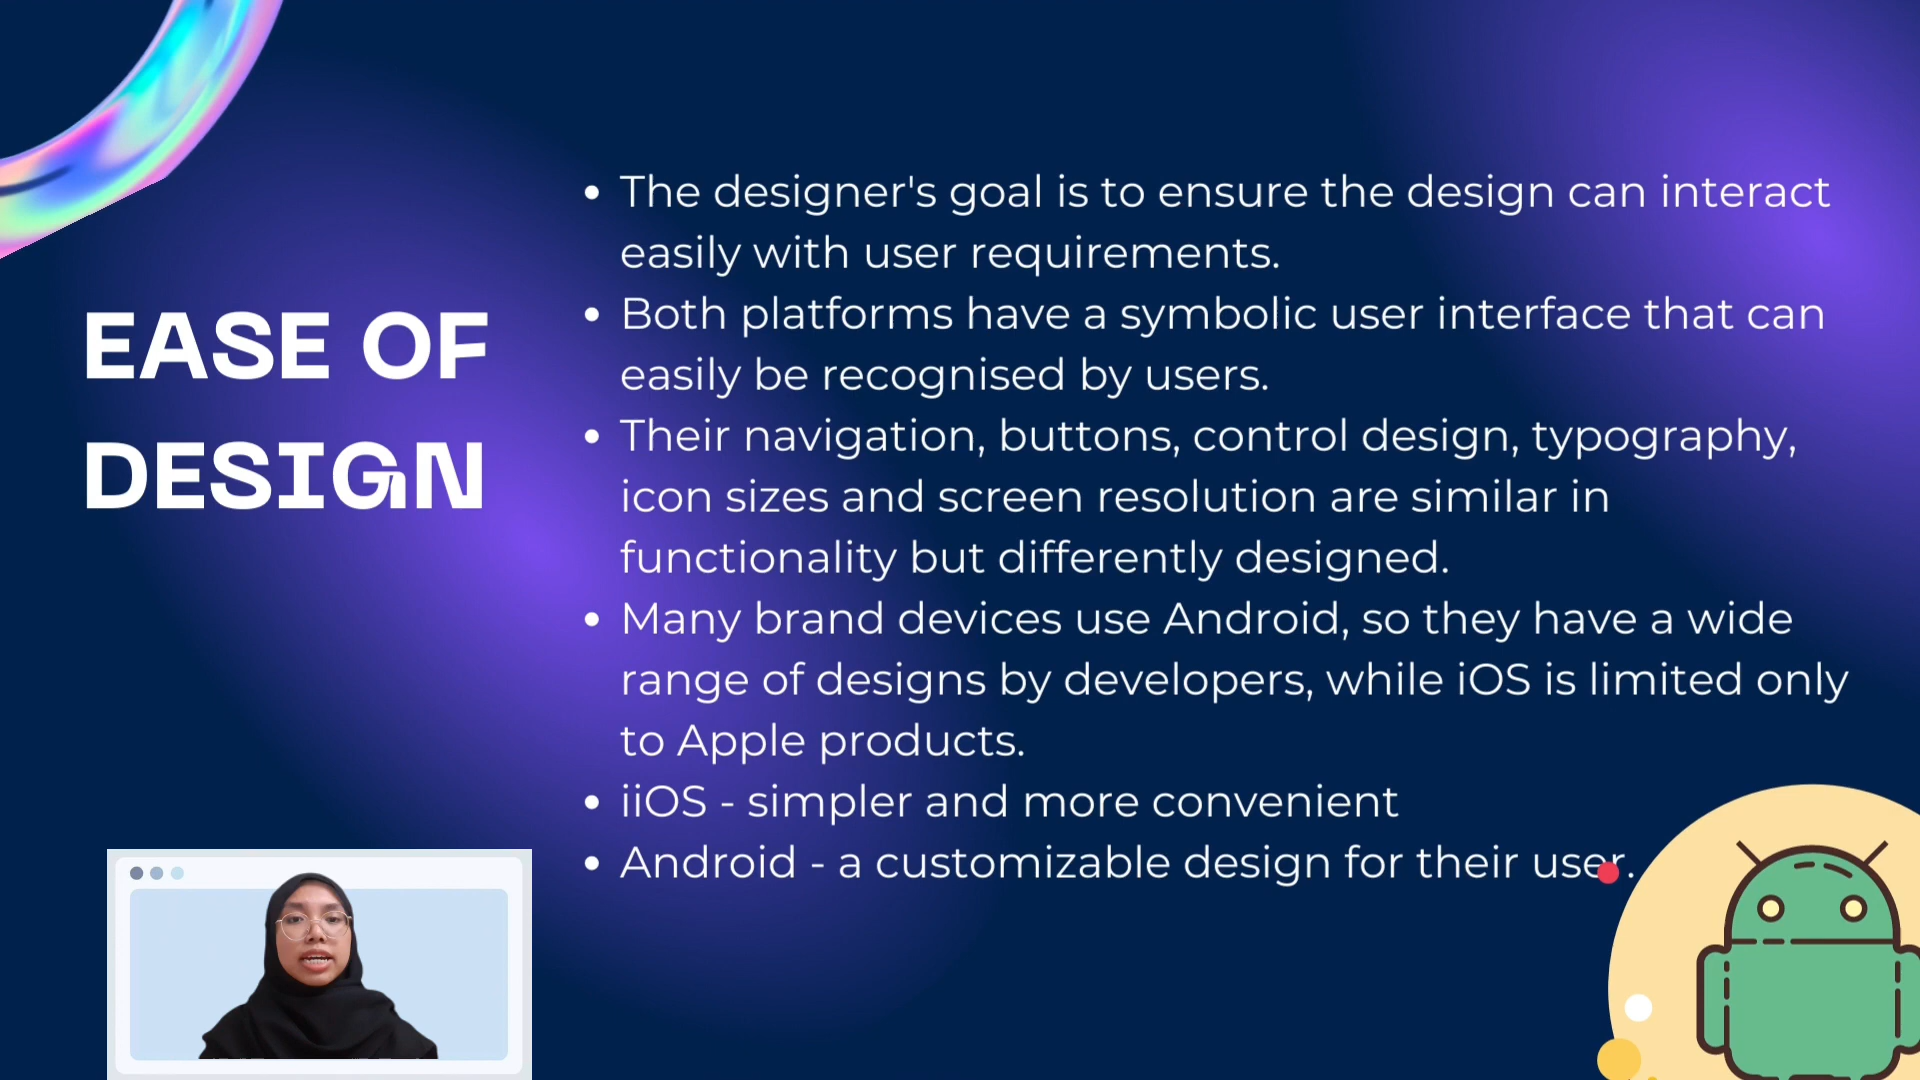 EASE OF
DESIGN
• The designer's goal is to ensure the design can interact
easily with user requirements.
• Both platforms have a symbolic user interface that can
easily be recognised by users.
• Their navigation, buttons, control design, typography,
icon sizes and screen resolution are similar in
functionality but differently designed.
• Many brand devices use Android, so they have a wide
range of designs by developers, while iOS is limited only
to Apple products.
• iiOS - simpler and more convenient
• Android - a customizable design for their user.